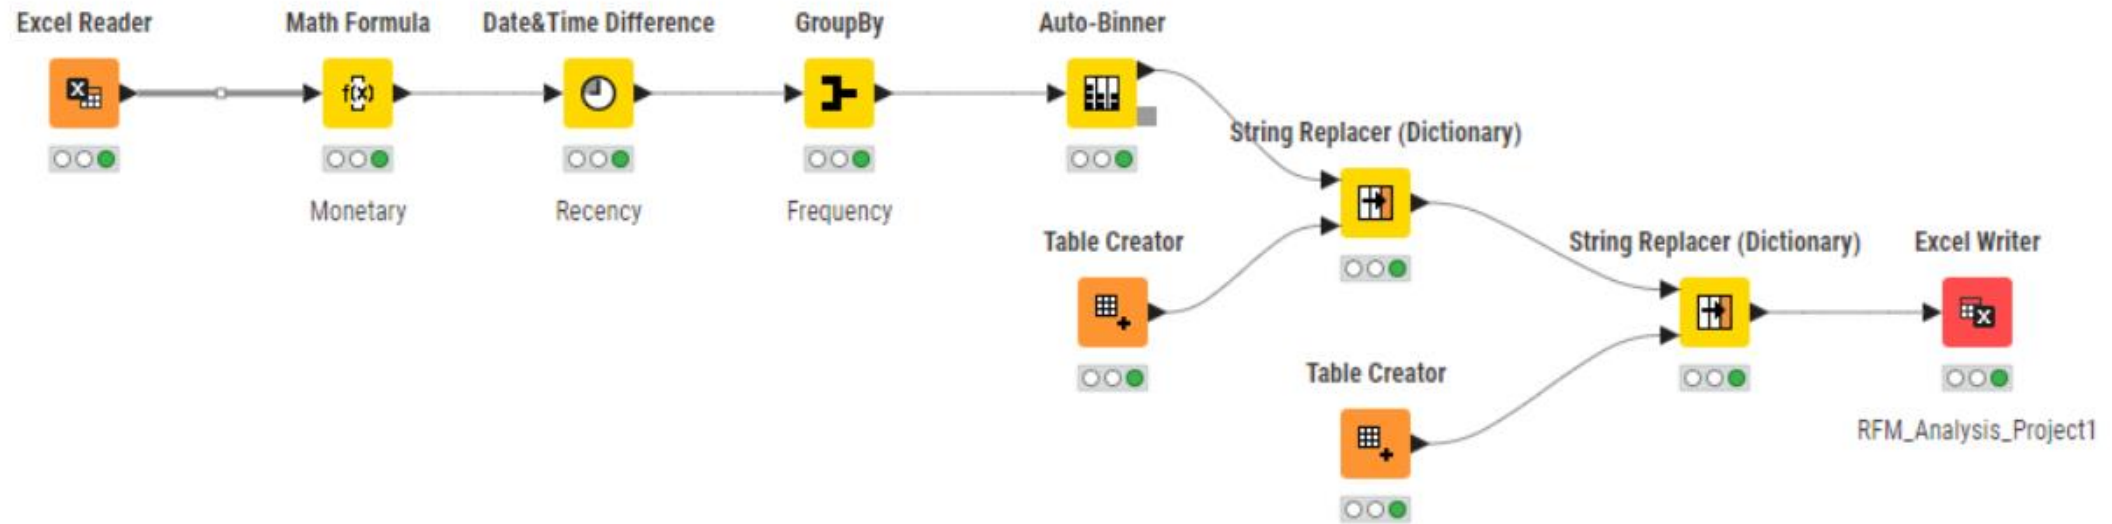 Excel Reader
Math Formula
Date&Time Difference
GroupBy
Auto-Binner
Monetary
Recency
Frequency
String Replacer (Dictionary)
Table Creator
String Replacer (Dictionary)
Excel Writer
Table Creator
RFM_Analysis_Project1